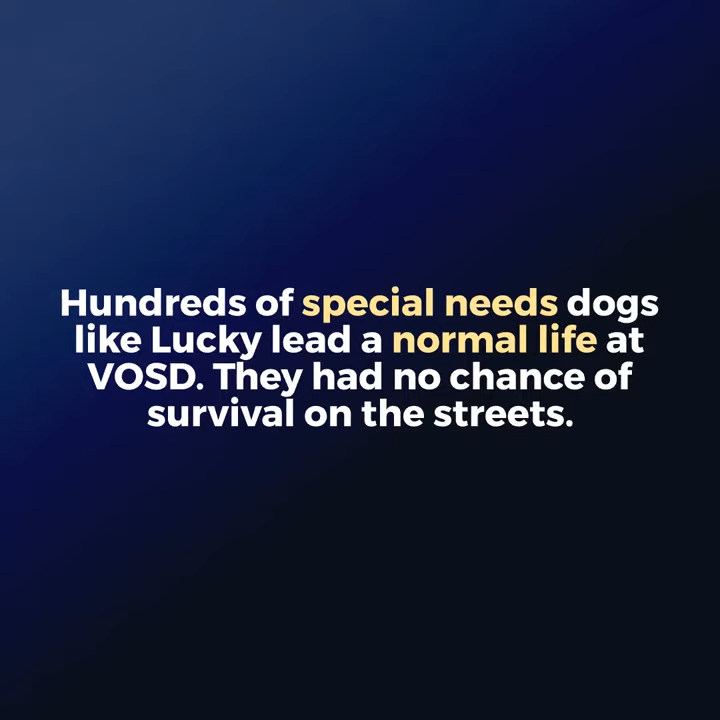 Hundreds of special needs dogs
like Lucky lead a normal life at
VOSD. They had no chance of
survival on the streets.